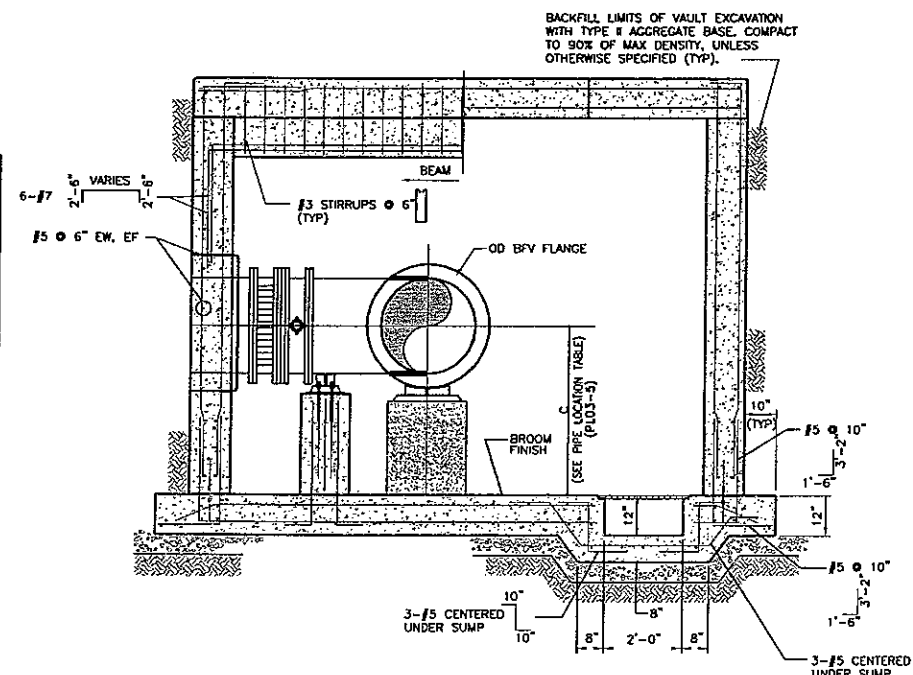 BACKFILL LIMITS OF VAULT EXCAVATION
WITH TYPE II AGGREGATE BASE. COMPACT
TO 90% OF MAX DENSITY, UNLESS
OTHERWISE SPECIFIED (TYP).
BEAM
6-#7
2'-6"
VARIES
2'-6"
#3 STIRRUPS @ 6"
(TYP)
#5 @ 6" EW, EF
OD BFV FLANGE
C
(SEE PIPE LOCATION TABLE)
(PL03-5)
BROOM
FINISH
10"
(TYP)
#5 @ 10"
3'-2"
1'-6"
12"
12"
#5 @ 10"
3'-2"
1'-6"
3-#5 CENTERED
UNDER SUMP
10"
10"
8"
8"
2'-0"
8"
3-#5 CENTERED
UNDER SUMP